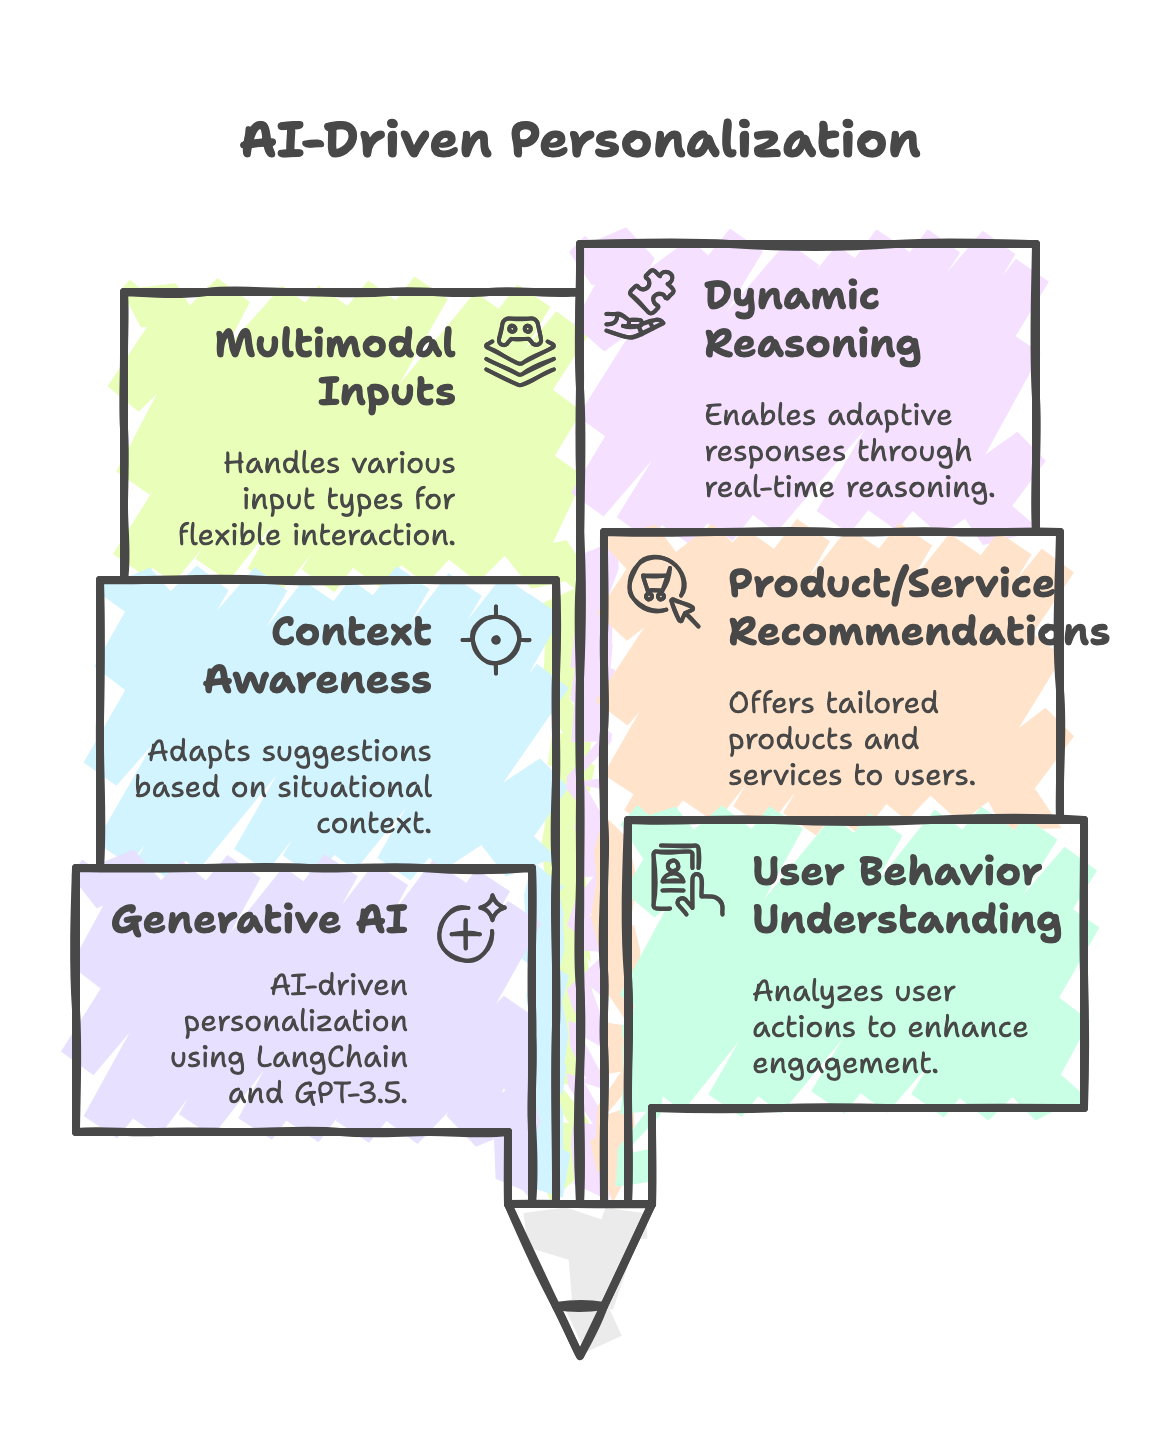 AI-Driven Personalization
Multimodal
Inputs
Handles various
input types for
flexible interaction.
Dynamic
Reasoning
Enables adaptive
responses through
real-time reasoning.
Context
Awareness
Adapts suggestions
based on situational
context.
Product/Service
Recommendations
Offers tailored
products and
services to users.
Generative AI
AI-driven
personalization
using LangChain
and GPT-3.5.
User Behavior
Understanding
Analyzes user
actions to enhance
engagement.